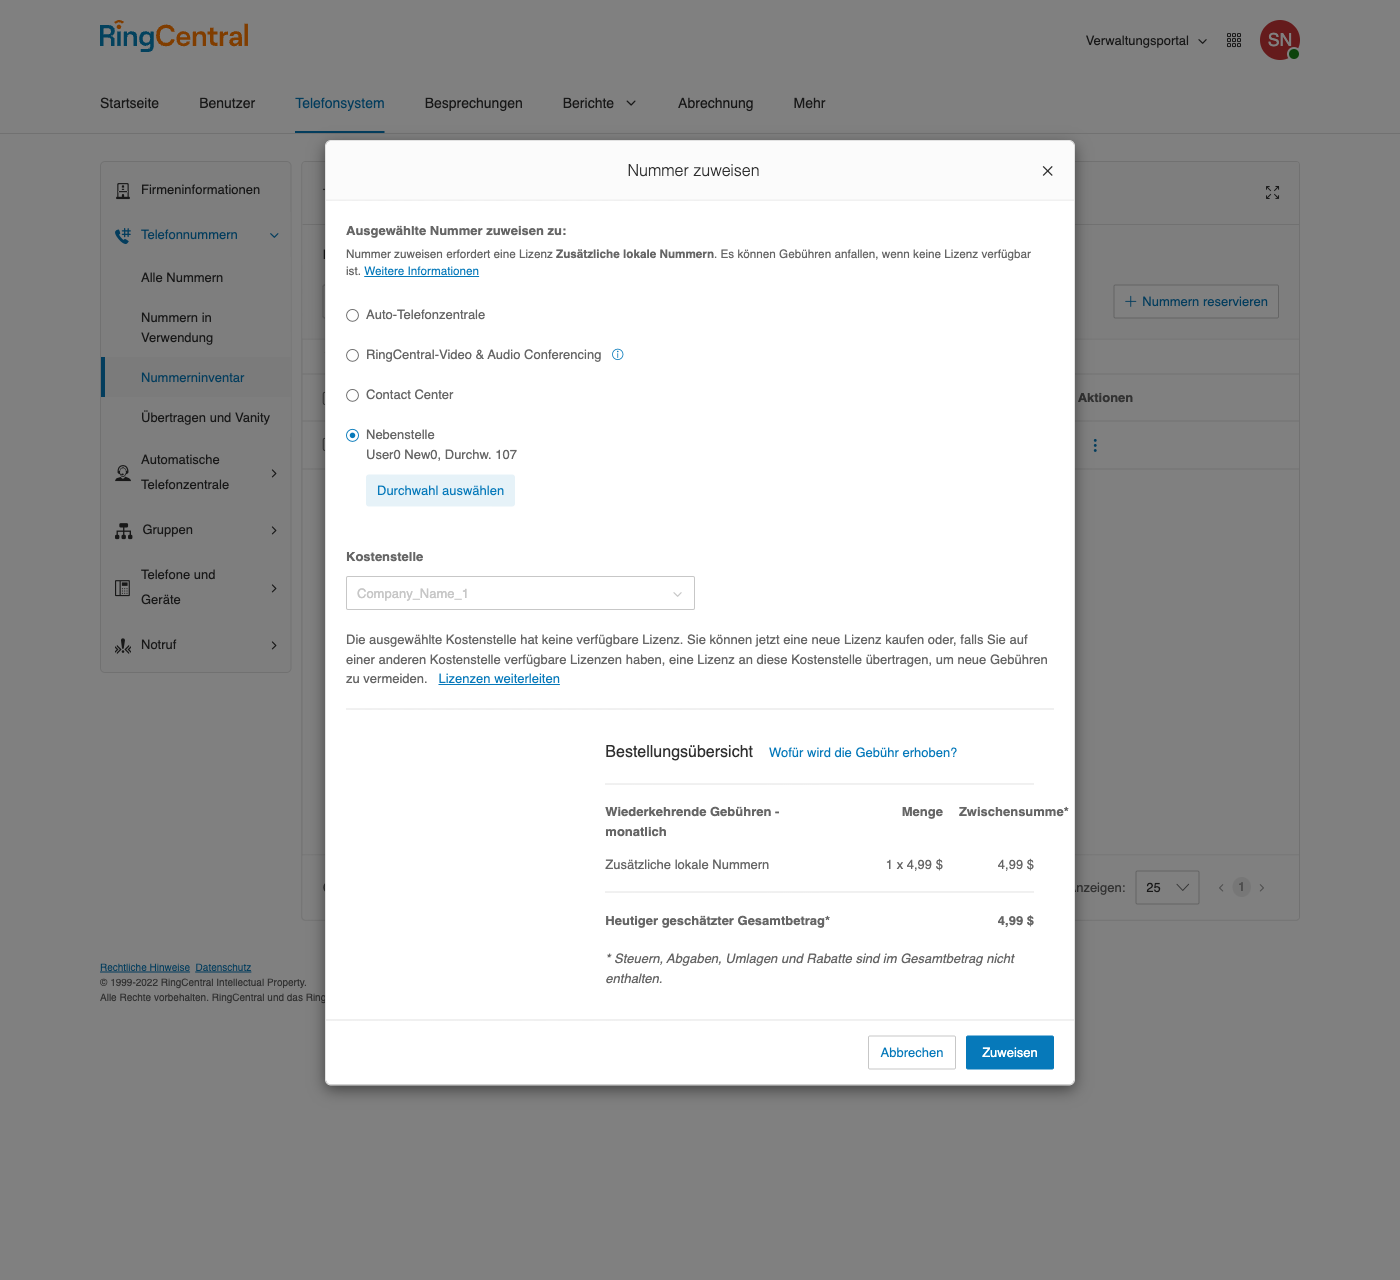 RingCentral
Verwaltungsportal
SN
Startseite
Benutzer
Telefonsystem
Besprechungen
Berichte
Abrechnung
Mehr
Firmeninformationen
Telefonnummern
Alle Nummern
Nummern in
Verwendung
Nummerninventar
Übertragen und Vanity
Automatische
Telefonzentrale
Gruppen
Telefone und
Geräte
Notruf
Nummer zuweisen
Ausgewählte Nummer zuweisen zu:
Nummer zuweisen erfordert eine Lizenz Zusätzliche lokale Nummern. Es können Gebühren anfallen, wenn keine Lizenz verfügbar
ist. Weitere Informationen
Auto-Telefonzentrale
RingCentral-Video & Audio Conferencing
Contact Center
Nebenstelle
User0 New0, Durchw. 107
Durchwahl auswählen
Kostenstelle
Company_Name_1
Die ausgewählte Kostenstelle hat keine verfügbare Lizenz. Sie können jetzt eine neue Lizenz kaufen oder, falls Sie auf
einer anderen Kostenstelle verfügbare Lizenzen haben, eine Lizenz an diese Kostenstelle übertragen, um neue Gebühren
zu vermeiden. Lizenzen weiterleiten
Bestellungsübersicht Wofür wird die Gebühr erhoben?
Wiederkehrende Gebühren - Menge Zwischensumme*
monatlich
Zusätzliche lokale Nummern 1 x 4,99 $ 4,99 $
Heutiger geschätzter Gesamtbetrag* 4,99 $
* Steuern, Abgaben, Umlagen und Rabatte sind im Gesamtbetrag nicht
enthalten.
Abbrechen
Zuweisen
+ Nummern reservieren
Aktionen
nzeigen: 25 1
Rechtliche Hinweise Datenschutz
© 1999-2022 RingCentral Intellectual Property.
Alle Rechte vorbehalten. RingCentral und das Ring